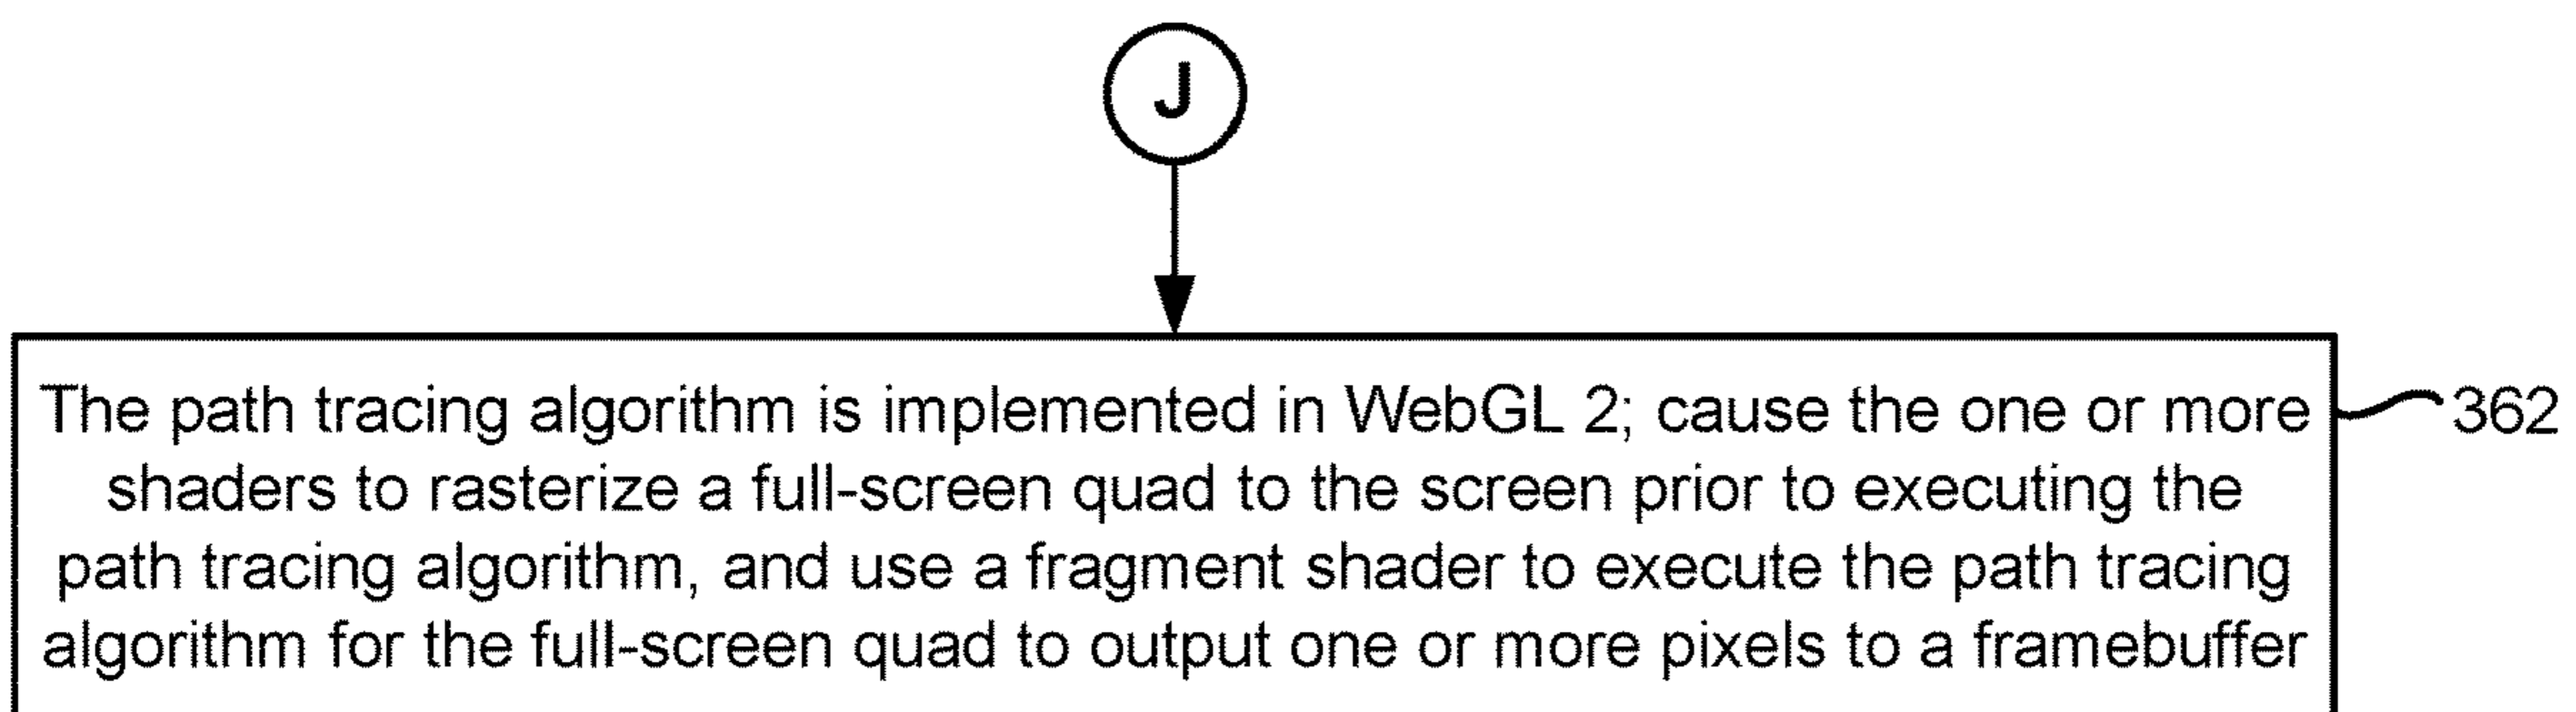 J
The path tracing algorithm is implemented in WebGL 2; cause the one or more
362
shaders to rasterize a full-screen quad to the screen prior to executing the
path tracing algorithm, and use a fragment shader to execute the path tracing
algorithm for the full-screen quad to output one or more pixels to a framebuffer